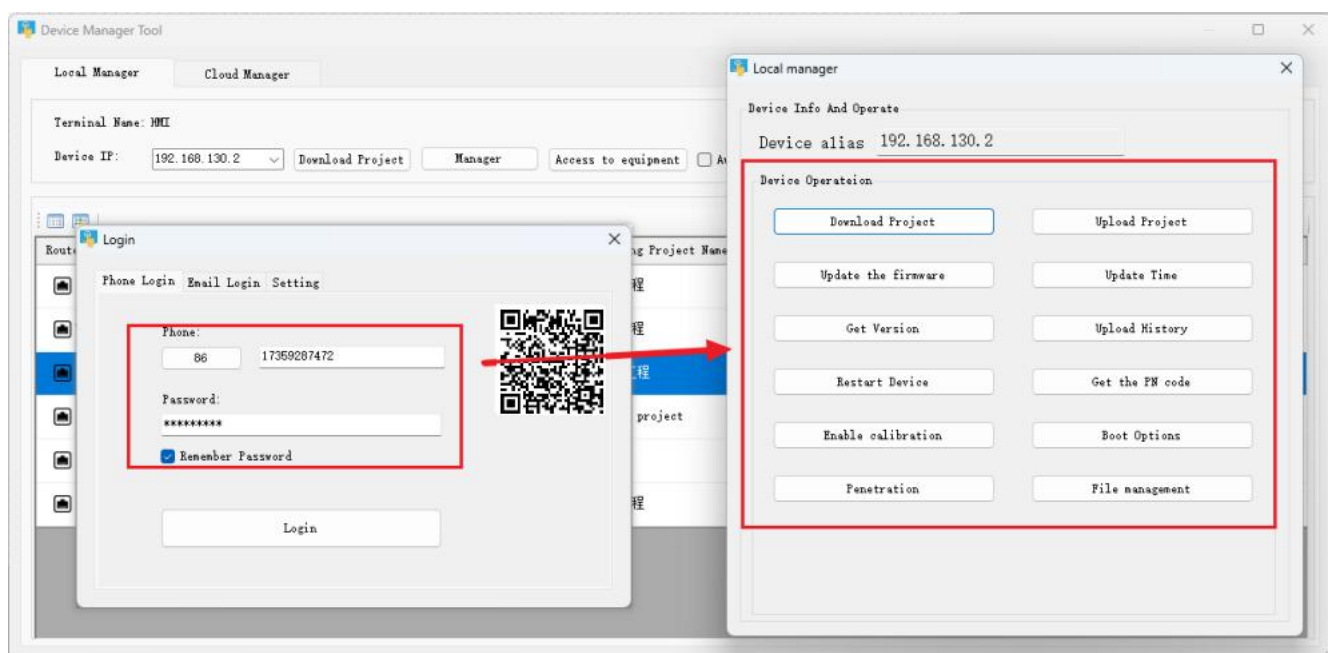 Device Manager Tool
Local Manager Cloud Manager
Terminal Name: HMI
Device IP: 192.168.130.2 Download Project Manager Access to equipment
Project Name
程
程
工程
project
程
Login
Phone Login Email Login Setting
Phone:
86 17359287472
Password:
*********
Remember Password
Login
Local manager
Device Info And Operate
Device alias 192.168.130.2
Device Operateion
Download Project Upload Project
Update the firmware Update Time
Get Version Upload History
Restart Device Get the PN code
Enable calibration Boot Options
Penetration File management